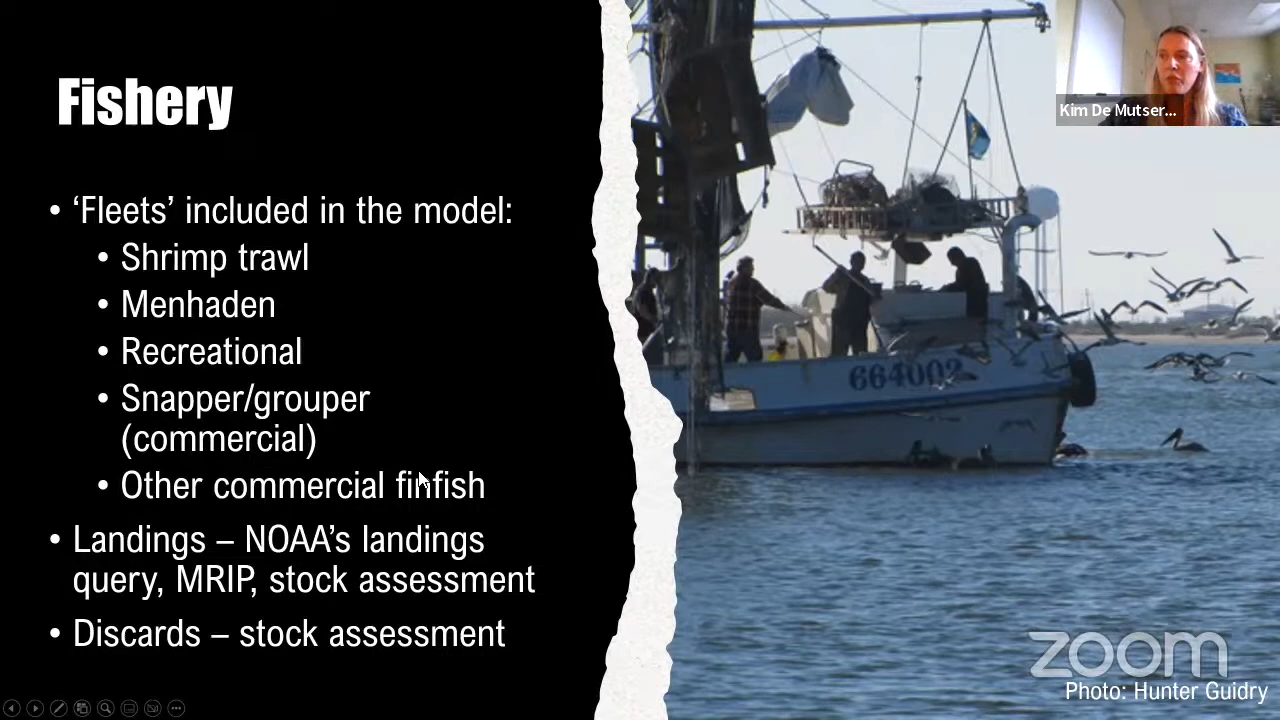 Fishery
• ‘Fleets’ included in the model:
• Shrimp trawl
• Menhaden
• Recreational
• Snapper/grouper
(commercial)
• Other commercial finfish
• Landings – NOAA’s landings
query, MRIP, stock assessment
• Discards – stock assessment
Kim De Mutser...
664002
zoom
Photo: Hunter Guidry